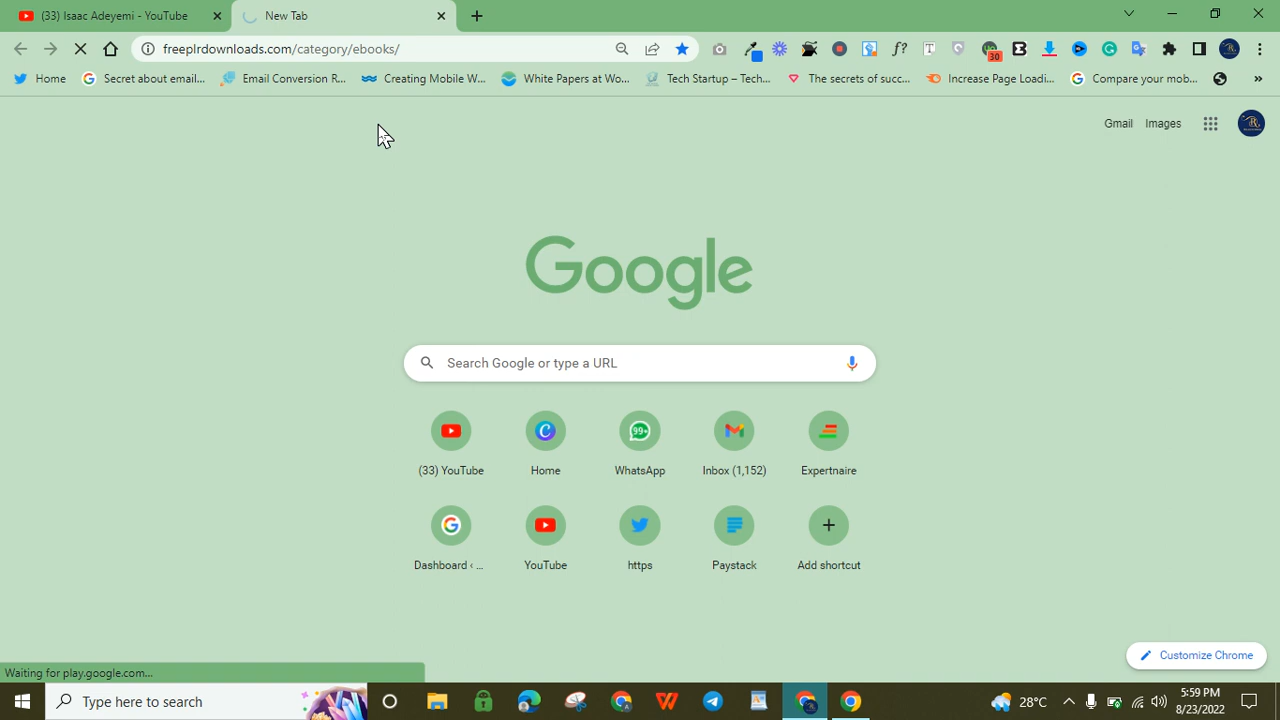 (33) Isaac Adeyemi - YouTube
New Tab
freeplrdownloads.com/category/ebooks/
30
Home
Secret about email...
Email Conversion R...
Creating Mobile W...
White Papers at Wo...
Tech Startup – Tech...
The secrets of succ...
Increase Page Loadi...
Compare your mob...
»
Gmail
Images
Google
Search Google or type a URL
99+
(33) YouTube
Home
WhatsApp
Inbox (1,152)
Expertnaire
Dashboard ‹ ...
YouTube
https
Paystack
Add shortcut
Customize Chrome
Waiting for play.google.com...
Type here to search
28°C
5:59 PM
8/23/2022